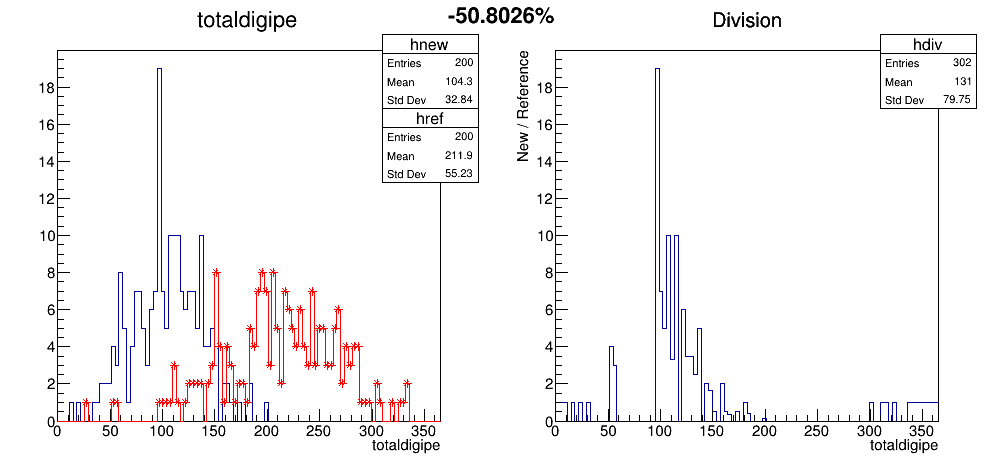 -50.8026%
totaldigipe
hnew
Entries 200
Mean 104.3
Std Dev 32.84
href
Entries 200
Mean 211.9
Std Dev 55.23
18
16
14
12
10
8
6
4
2
0
0 50 100 150 200 250 300 350
totaldigipe
Division
hdiv
Entries 302
Mean 131
Std Dev 79.75
New / Reference
18
16
14
12
10
8
6
4
2
0
0 50 100 150 200 250 300 350
totaldigipe